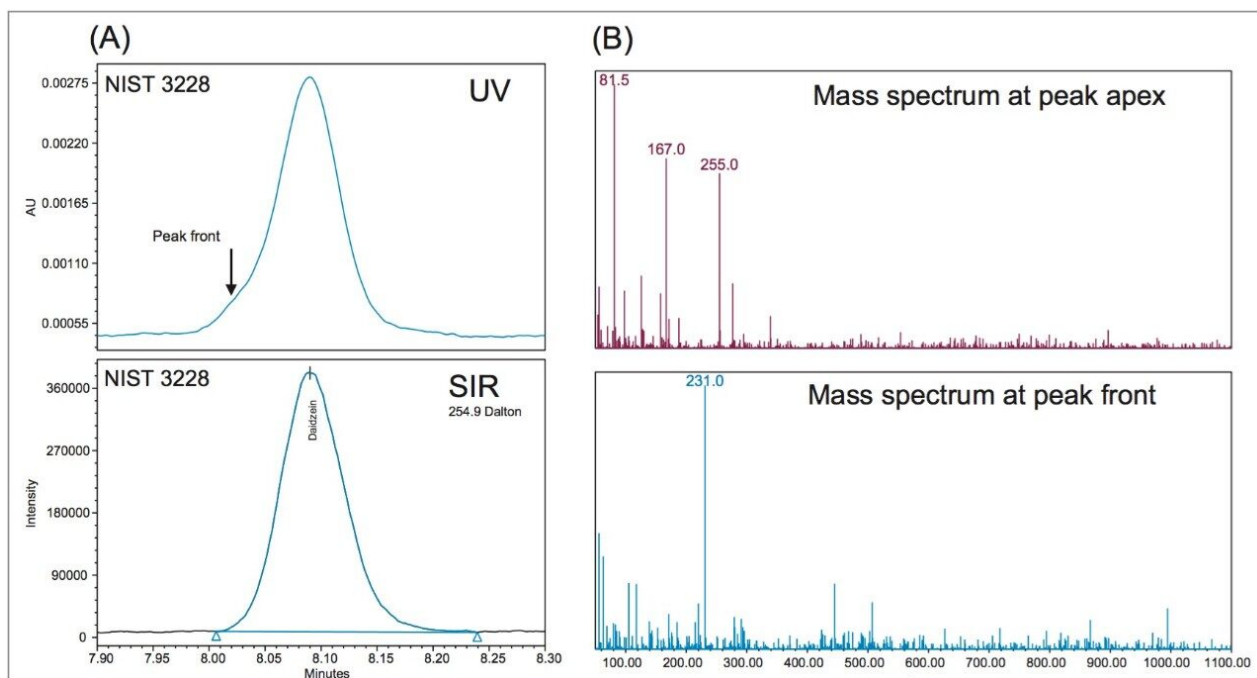 (A)
NIST 3228
UV
0.00275
0.00220
0.00165
0.00110
0.00055
AU
Peak front
NIST 3228
SIR
254.9 Dalton
Daidzein
360000
270000
180000
90000
0
Intensity
7.90 7.95 8.00 8.05 8.10 8.15 8.20 8.25 8.30
Minutes
(B)
Mass spectrum at peak apex
81.5
167.0
255.0
Mass spectrum at peak front
231.0
100.00 200.00 300.00 400.00 500.00 600.00 700.00 800.00 900.00 1000.00 1100.00